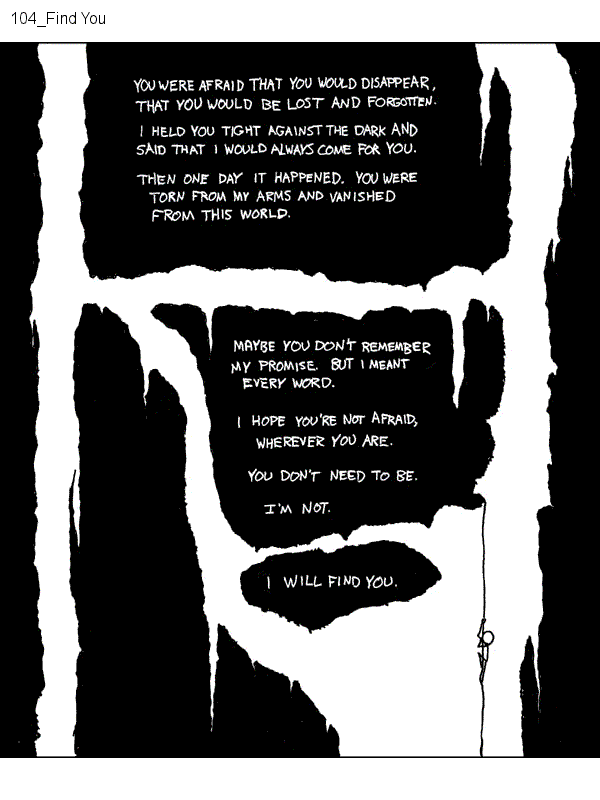 104_Find You
YOU WERE AFRAID THAT YOU WOULD DISAPPEAR,
THAT YOU WOULD BE LOST AND FORGOTTEN.
I HELD YOU TIGHT AGAINST THE DARK AND
SAID THAT I WOULD ALWAYS COME FOR YOU.
THEN ONE DAY IT HAPPENED. YOU WERE
TORN FROM MY ARMS AND VANISHED
FROM THIS WORLD.
MAYBE YOU DON'T REMEMBER
MY PROMISE. BUT I MEANT
EVERY WORD.
I HOPE YOU'RE NOT AFRAID,
WHEREVER YOU ARE.
YOU DON'T NEED TO BE.
I'M NOT.
I WILL FIND YOU.